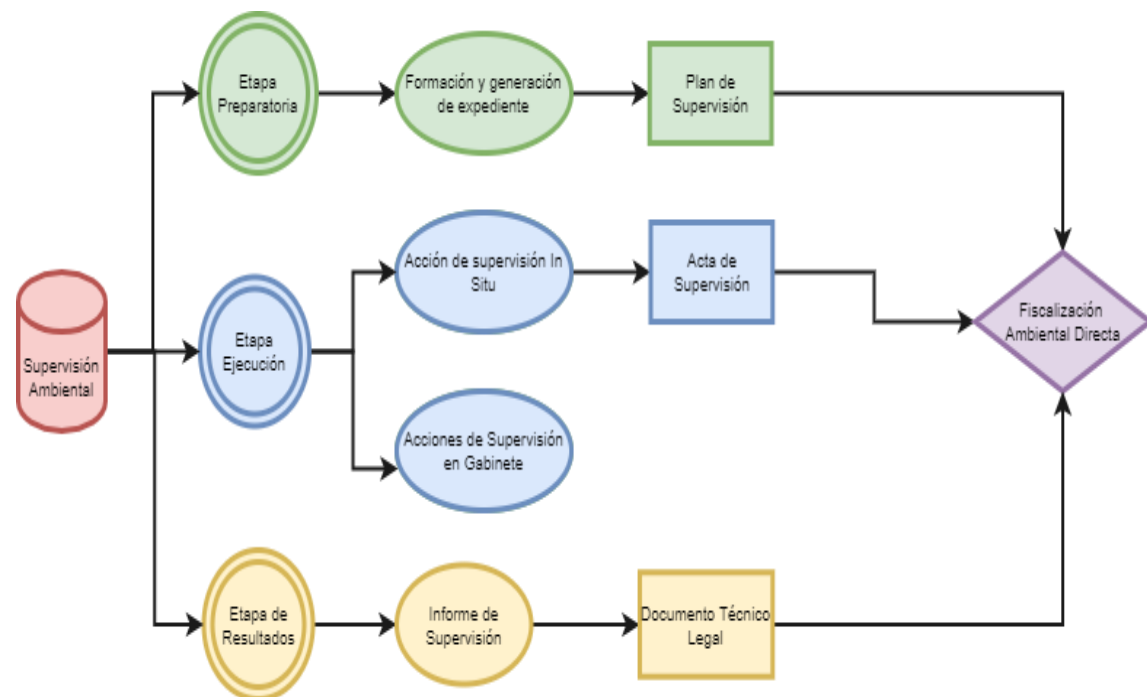 Etapa
Preparatoria
Formación y generación
de expediente
Plan de
Supervisión
Supervisión
Ambiental
Etapa
Ejecución
Acción de supervisión In
Situ
Acta de
Supervisión
Fiscalización
Ambiental Directa
Acciones de Supervisión
en Gabinete
Etapa de
Resultados
Informe de
Supervisión
Documento Técnico
Legal